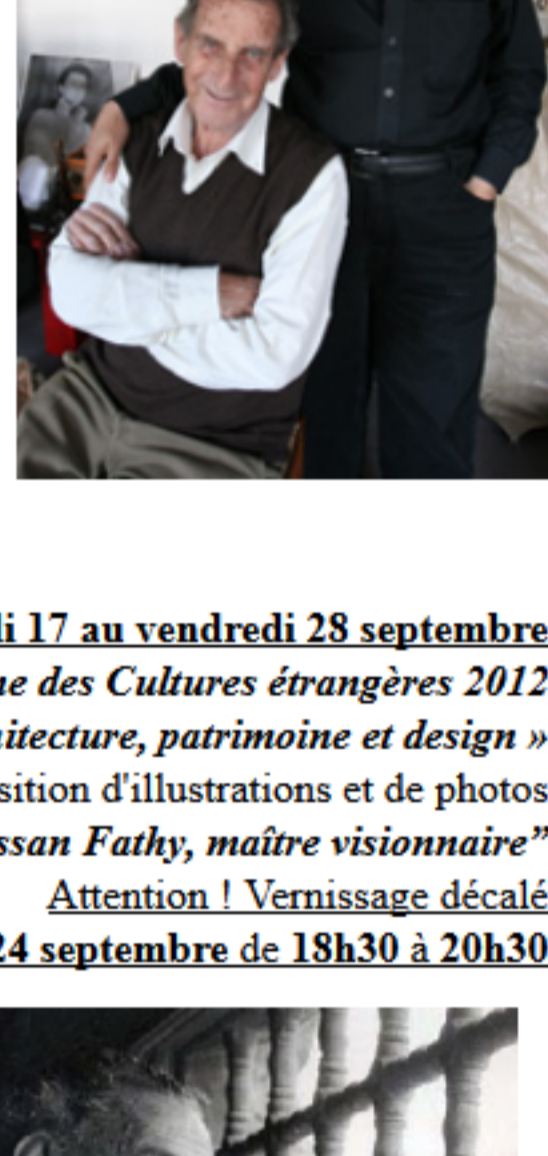 di 17 au vendredi 28 septembre
ne des Cultures étrangères 2012
hitecture, patrimoine et design »
sition d'illustrations et de photos
ssan Fathy, maître visionnaire”
Attention ! Vernissage décalé
24 septembre de 18h30 à 20h30